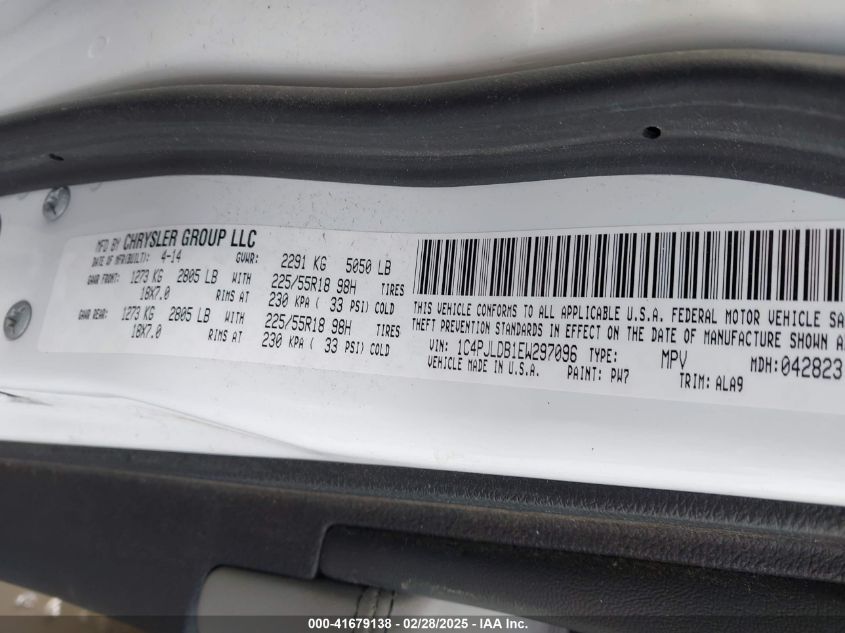 MFD BY CHRYSLER GROUP LLC
DATE OF MFR(BUILT): 4-14 GVWR: 2291 KG 5050 LB
GAWR FRONT: 1273 KG 2805 LB WITH 225/55R18 98H TIRES
18X7.0 RIMS AT 230 KPA ( 33 PSI) COLD
GAWR REAR: 1273 KG 2805 LB WITH 225/55R18 98H TIRES
18X7.0 RIMS AT 230 KPA ( 33 PSI) COLD
THIS VEHICLE CONFORMS TO ALL APPLICABLE U.S.A. FEDERAL MOTOR VEHICLE SA
THEFT PREVENTION STANDARDS IN EFFECT ON THE DATE OF MANUFACTURE SHOWN A
VIN: 1C4PJLDB1EW297096 TYPE: MPV MDH: 042823
VEHICLE MADE IN U.S.A. PAINT: PW7 TRIM: ALA9
000-41679138 - 02/28/2025 - IAA Inc.